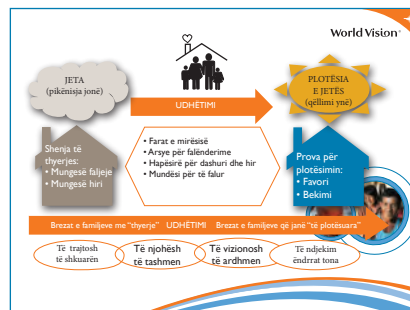 World Vision
JETA
(pikënisja jonë)
UDHËTIMI
PLOTËSIA
E JETËS
(qëllimi ynë)
Shenja të
thyerjes:
• Mungesë faljeje
• Mungesë hiri
• Farat e mirësisë
• Arsye për falënderime
• Hapësirë për dashuri dhe hir
• Mundësi për të falur
Prova për
plotësimin:
• Favori
• Bekimi
Brezat e familjeve me "thyerje" UDHËTIMI Brezat e familjeve që janë "të plotësuara"
Të trajtosh
të shkuarën
Të njohësh
të tashmen
Të vizionosh
të ardhmen
Të ndjekim
ëndrrat tona